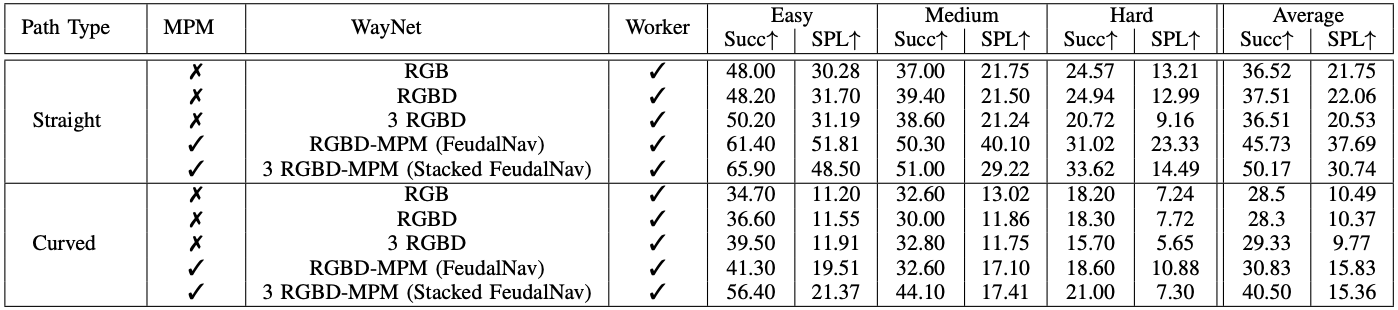 Path Type MPM WayNet Worker Easy Medium Hard Average
Succ↑ SPL↑ Succ↑ SPL↑ Succ↑ SPL↑ Succ↑ SPL↑
Straight
✗ RGB ✓ 48.00 30.28 37.00 21.75 24.57 13.21 36.52 21.75
✗ RGBD ✓ 48.20 31.70 39.40 21.50 24.94 12.99 37.51 22.06
✗ 3 RGBD ✓ 50.20 31.19 38.60 21.24 20.72 9.16 36.51 20.53
✓ RGBD-MPM (FeudalNav) ✓ 61.40 51.81 50.30 40.10 31.02 23.33 45.73 37.69
✓ 3 RGBD-MPM (Stacked FeudalNav) ✓ 65.90 48.50 51.00 29.22 33.62 14.49 50.17 30.74
Curved
✗ RGB ✓ 34.70 11.20 32.60 13.02 18.20 7.24 28.5 10.49
✗ RGBD ✓ 36.60 11.55 30.00 11.86 18.30 7.72 28.3 10.37
✗ 3 RGBD ✓ 39.50 11.91 32.80 11.75 15.70 5.65 29.33 9.77
✓ RGBD-MPM (FeudalNav) ✓ 41.30 19.51 32.60 17.10 18.60 10.88 30.83 15.83
✓ 3 RGBD-MPM (Stacked FeudalNav) ✓ 56.40 21.37 44.10 17.41 21.00 7.30 40.50 15.36